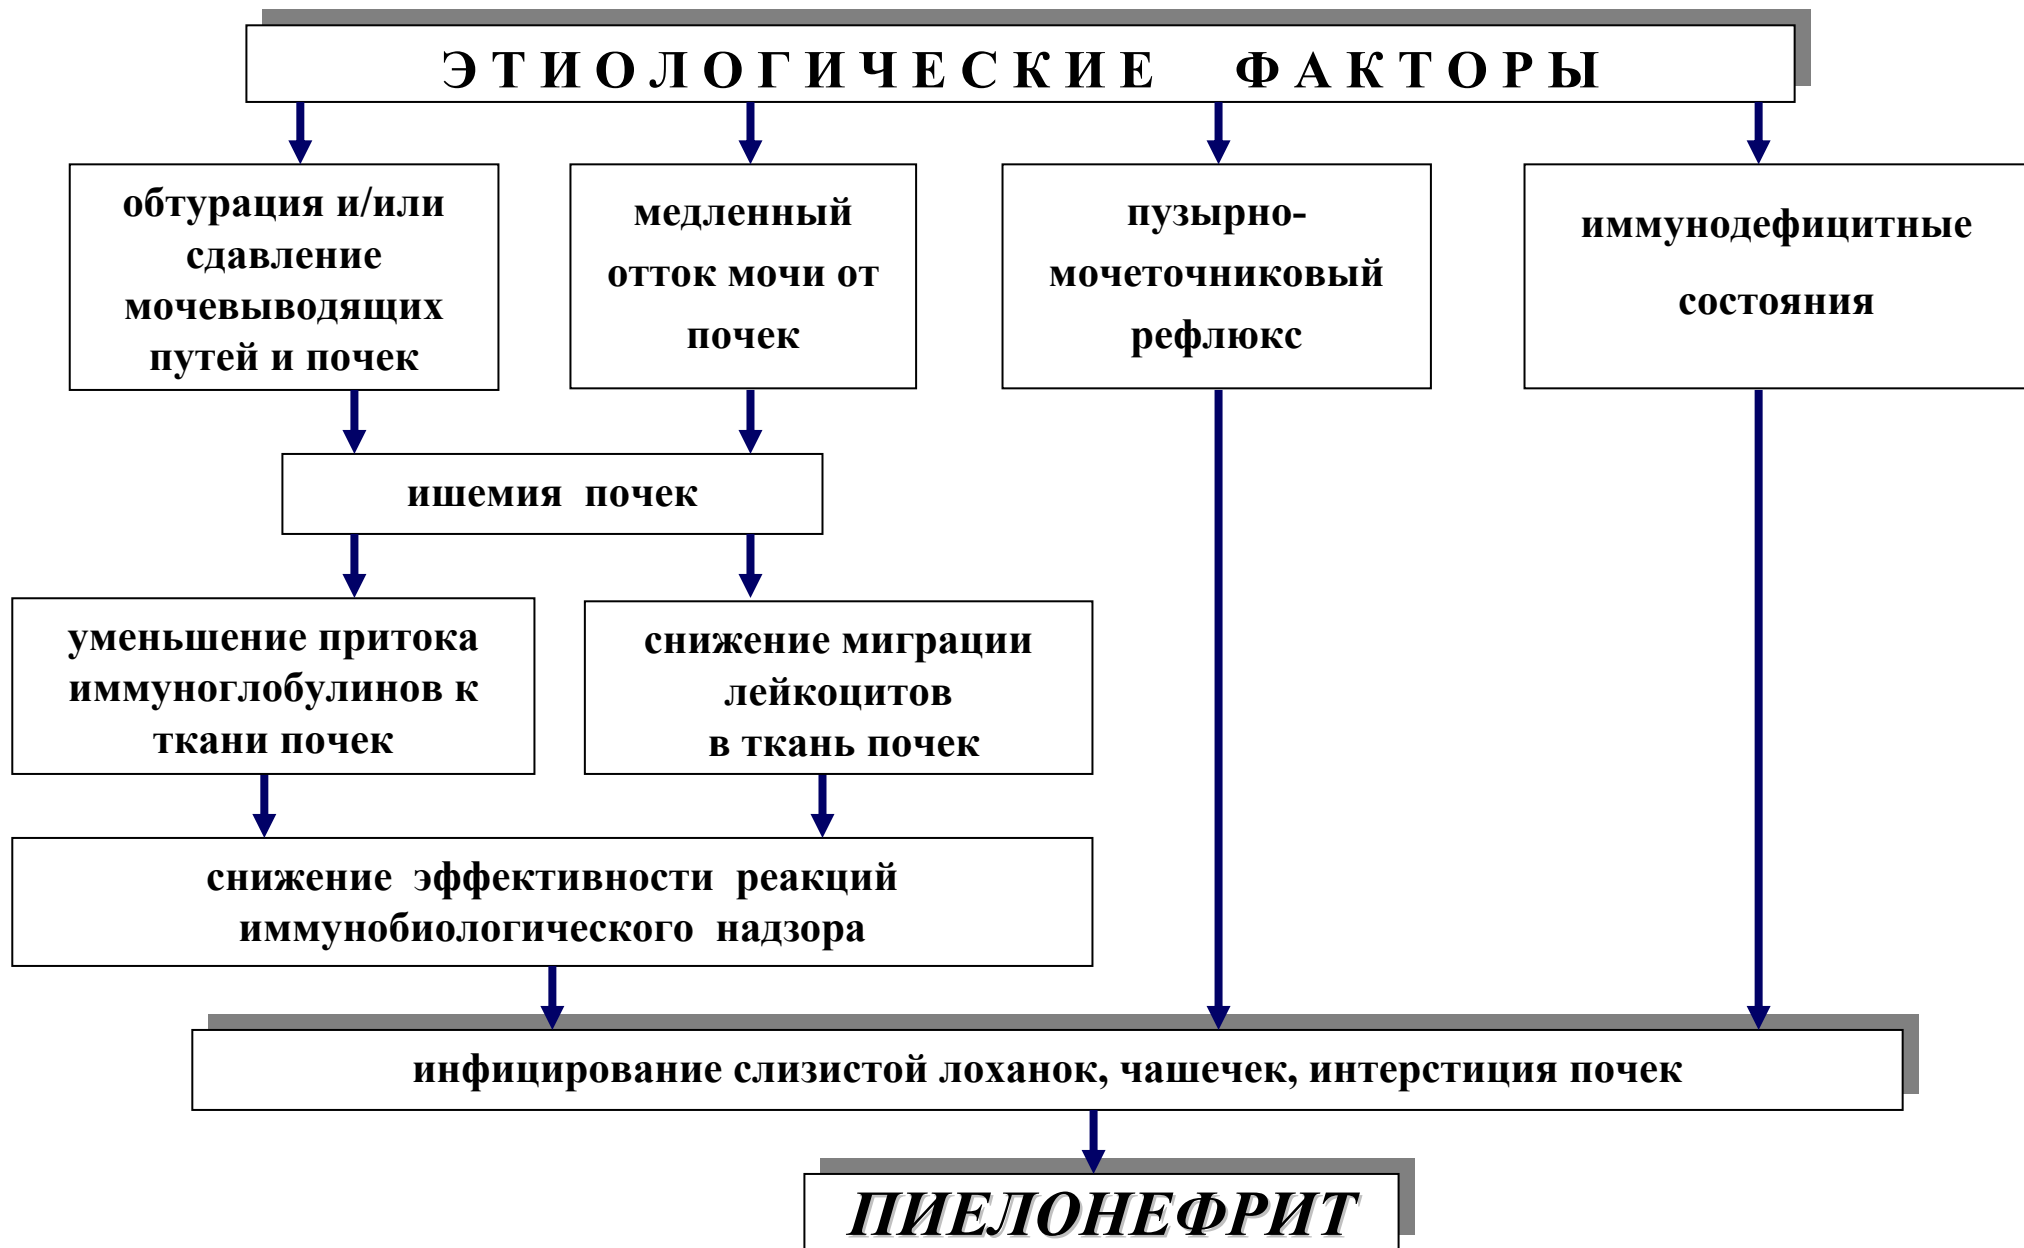 ЭТИОЛОГИЧЕСКИЕ ФАКТОРЫ
обтурация и/или
сдавление
мочевыводящих
путей и почек
медленный
отток мочи от
почек
пузырно-
мочеточниковый
рефлюкс
иммунодефицитные
состояния
ишемия почек
уменьшение притока
иммуноглобулинов к
ткани почек
снижение миграции
лейкоцитов
в ткань почек
снижение эффективности реакций
иммунобиологического надзора
инфицирование слизистой лоханок, чашечек, интерстиция почек
ПИЕЛОНЕФРИТ